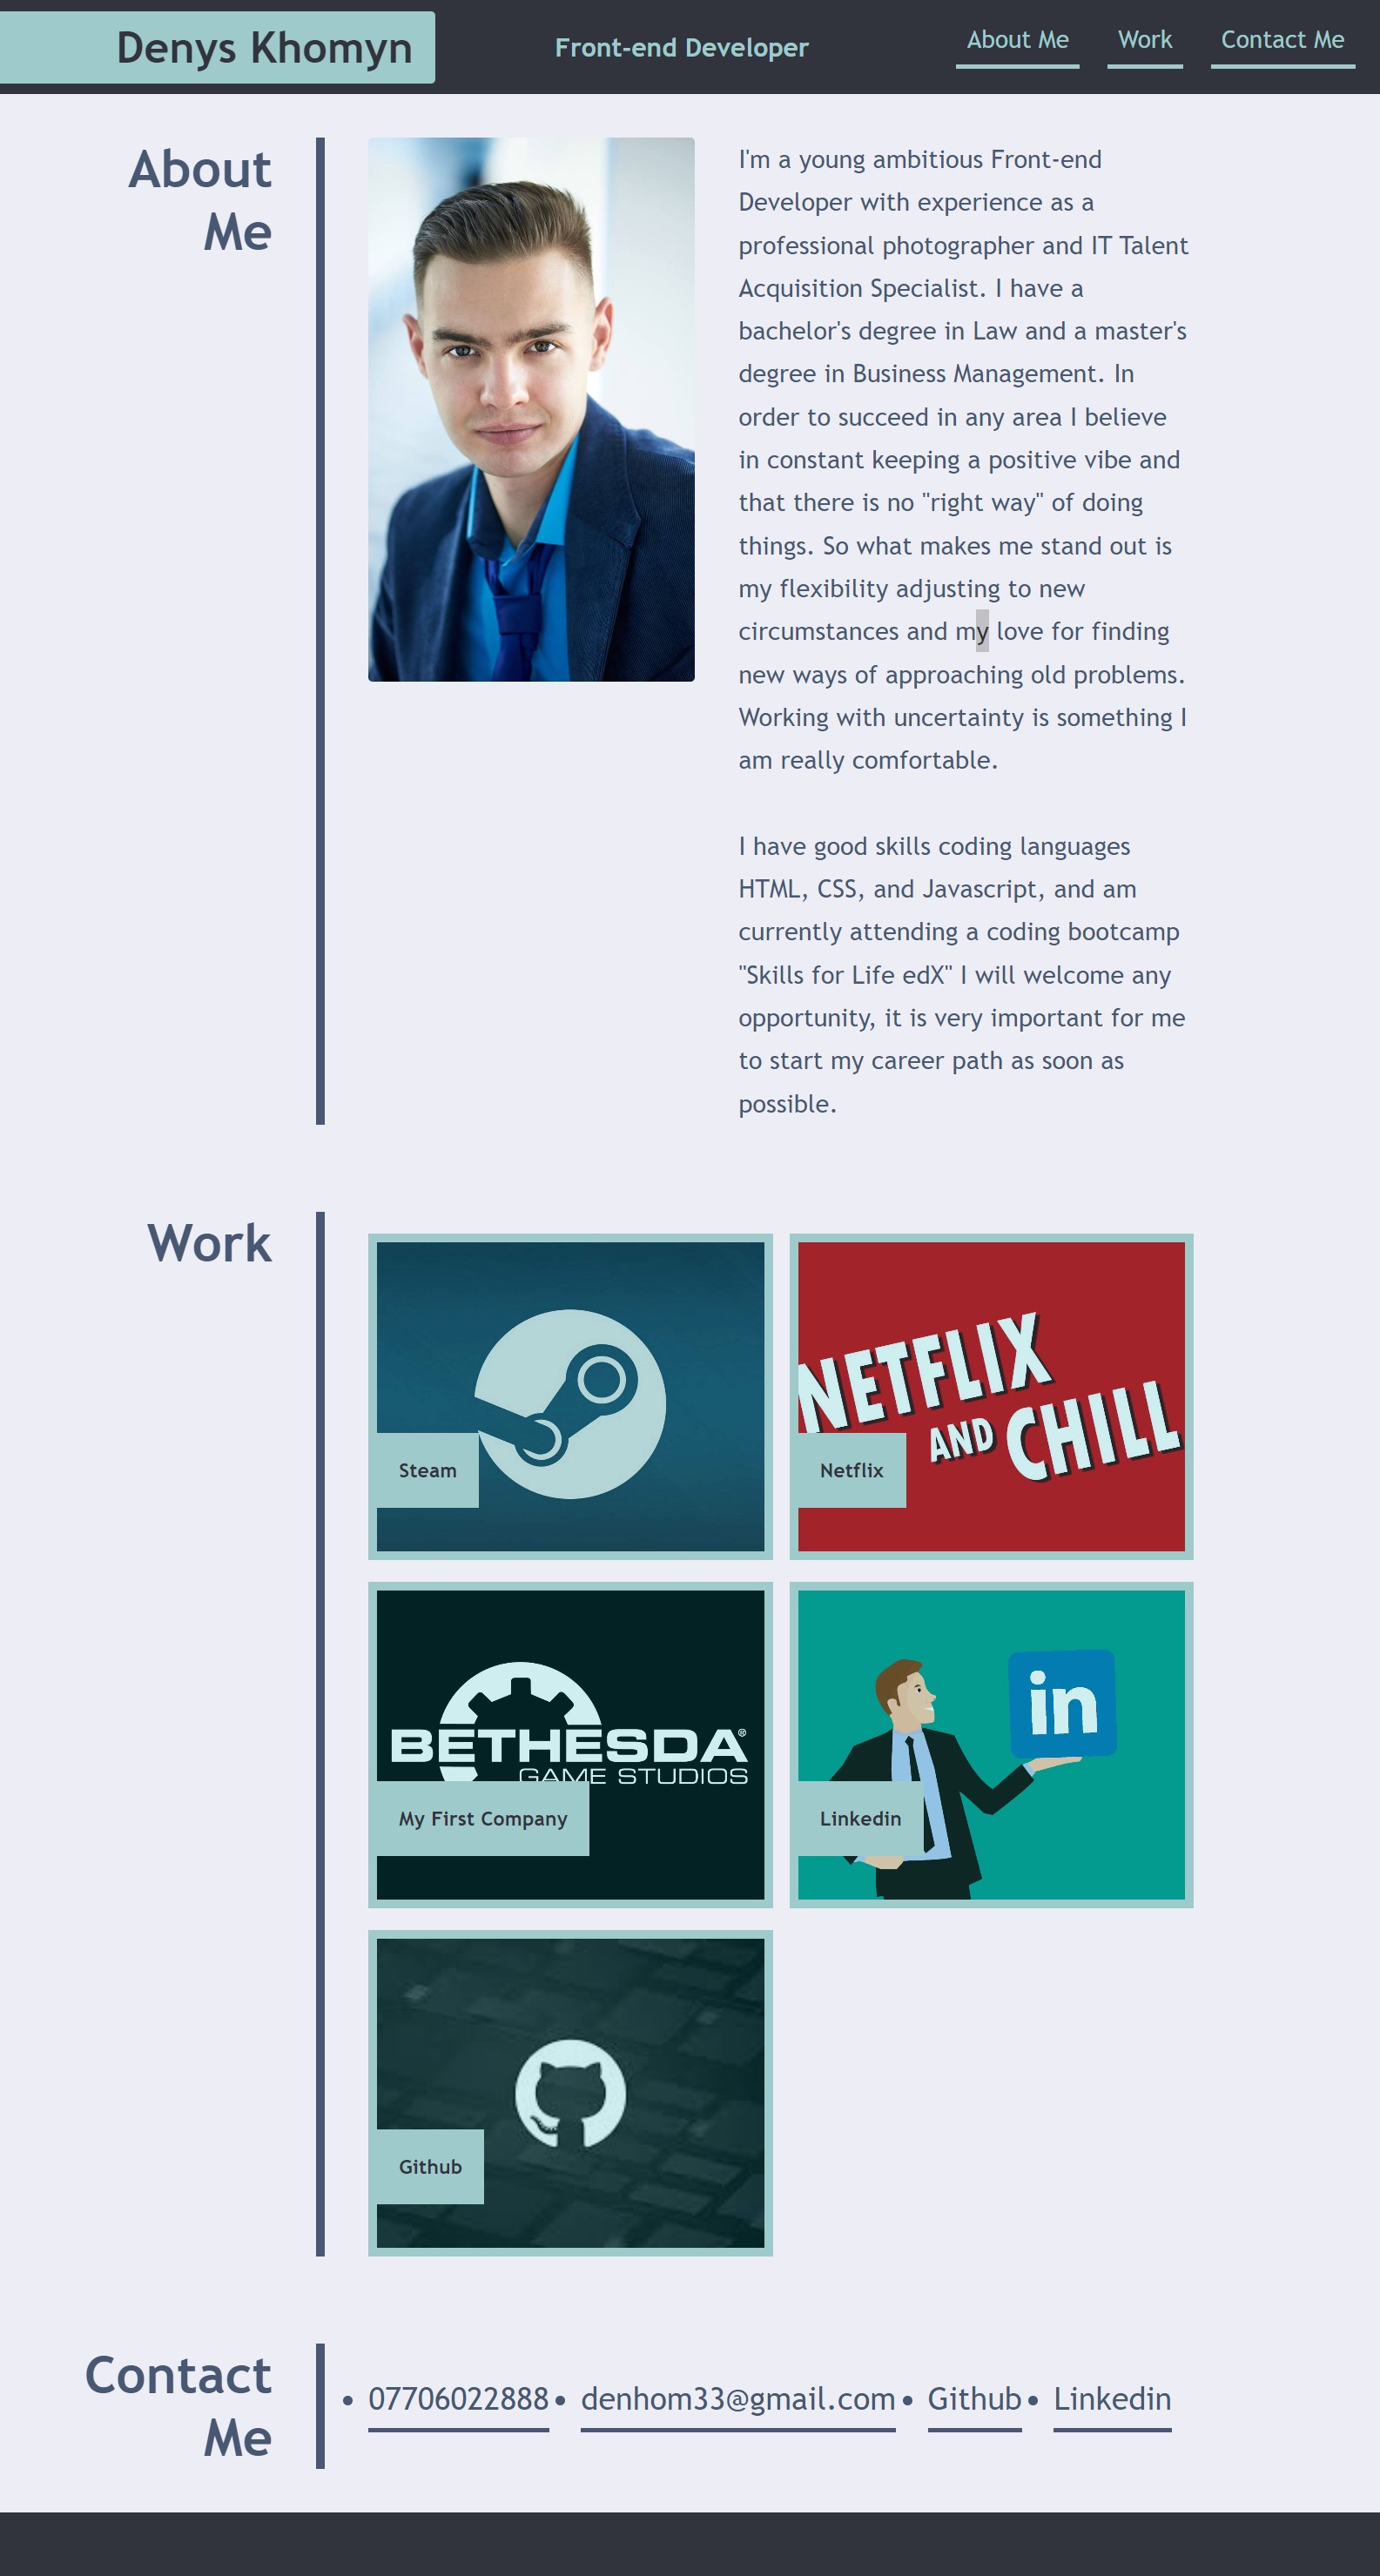 Denys Khomyn
Front-end Developer
About Me
Work
Contact Me
About
Me
I'm a young ambitious Front-end
Developer with experience as a
professional photographer and IT Talent
Acquisition Specialist. I have a
bachelor's degree in Law and a master's
degree in Business Management. In
order to succeed in any area I believe
in constant keeping a positive vibe and
that there is no "right way" of doing
things. So what makes me stand out is
my flexibility adjusting to new
circumstances and my love for finding
new ways of approaching old problems.
Working with uncertainty is something I
am really comfortable.
I have good skills coding languages
HTML, CSS, and Javascript, and am
currently attending a coding bootcamp
"Skills for Life edX" I will welcome any
opportunity, it is very important for me
to start my career path as soon as
possible.
Work
Steam
NETFLIX
AND CHILL
Netflix
BETHESDA®
GAME STUDIOS
My First Company
in
Linkedin
Github
Contact
Me
• 07706022888 • denhom33@gmail.com • Github • Linkedin